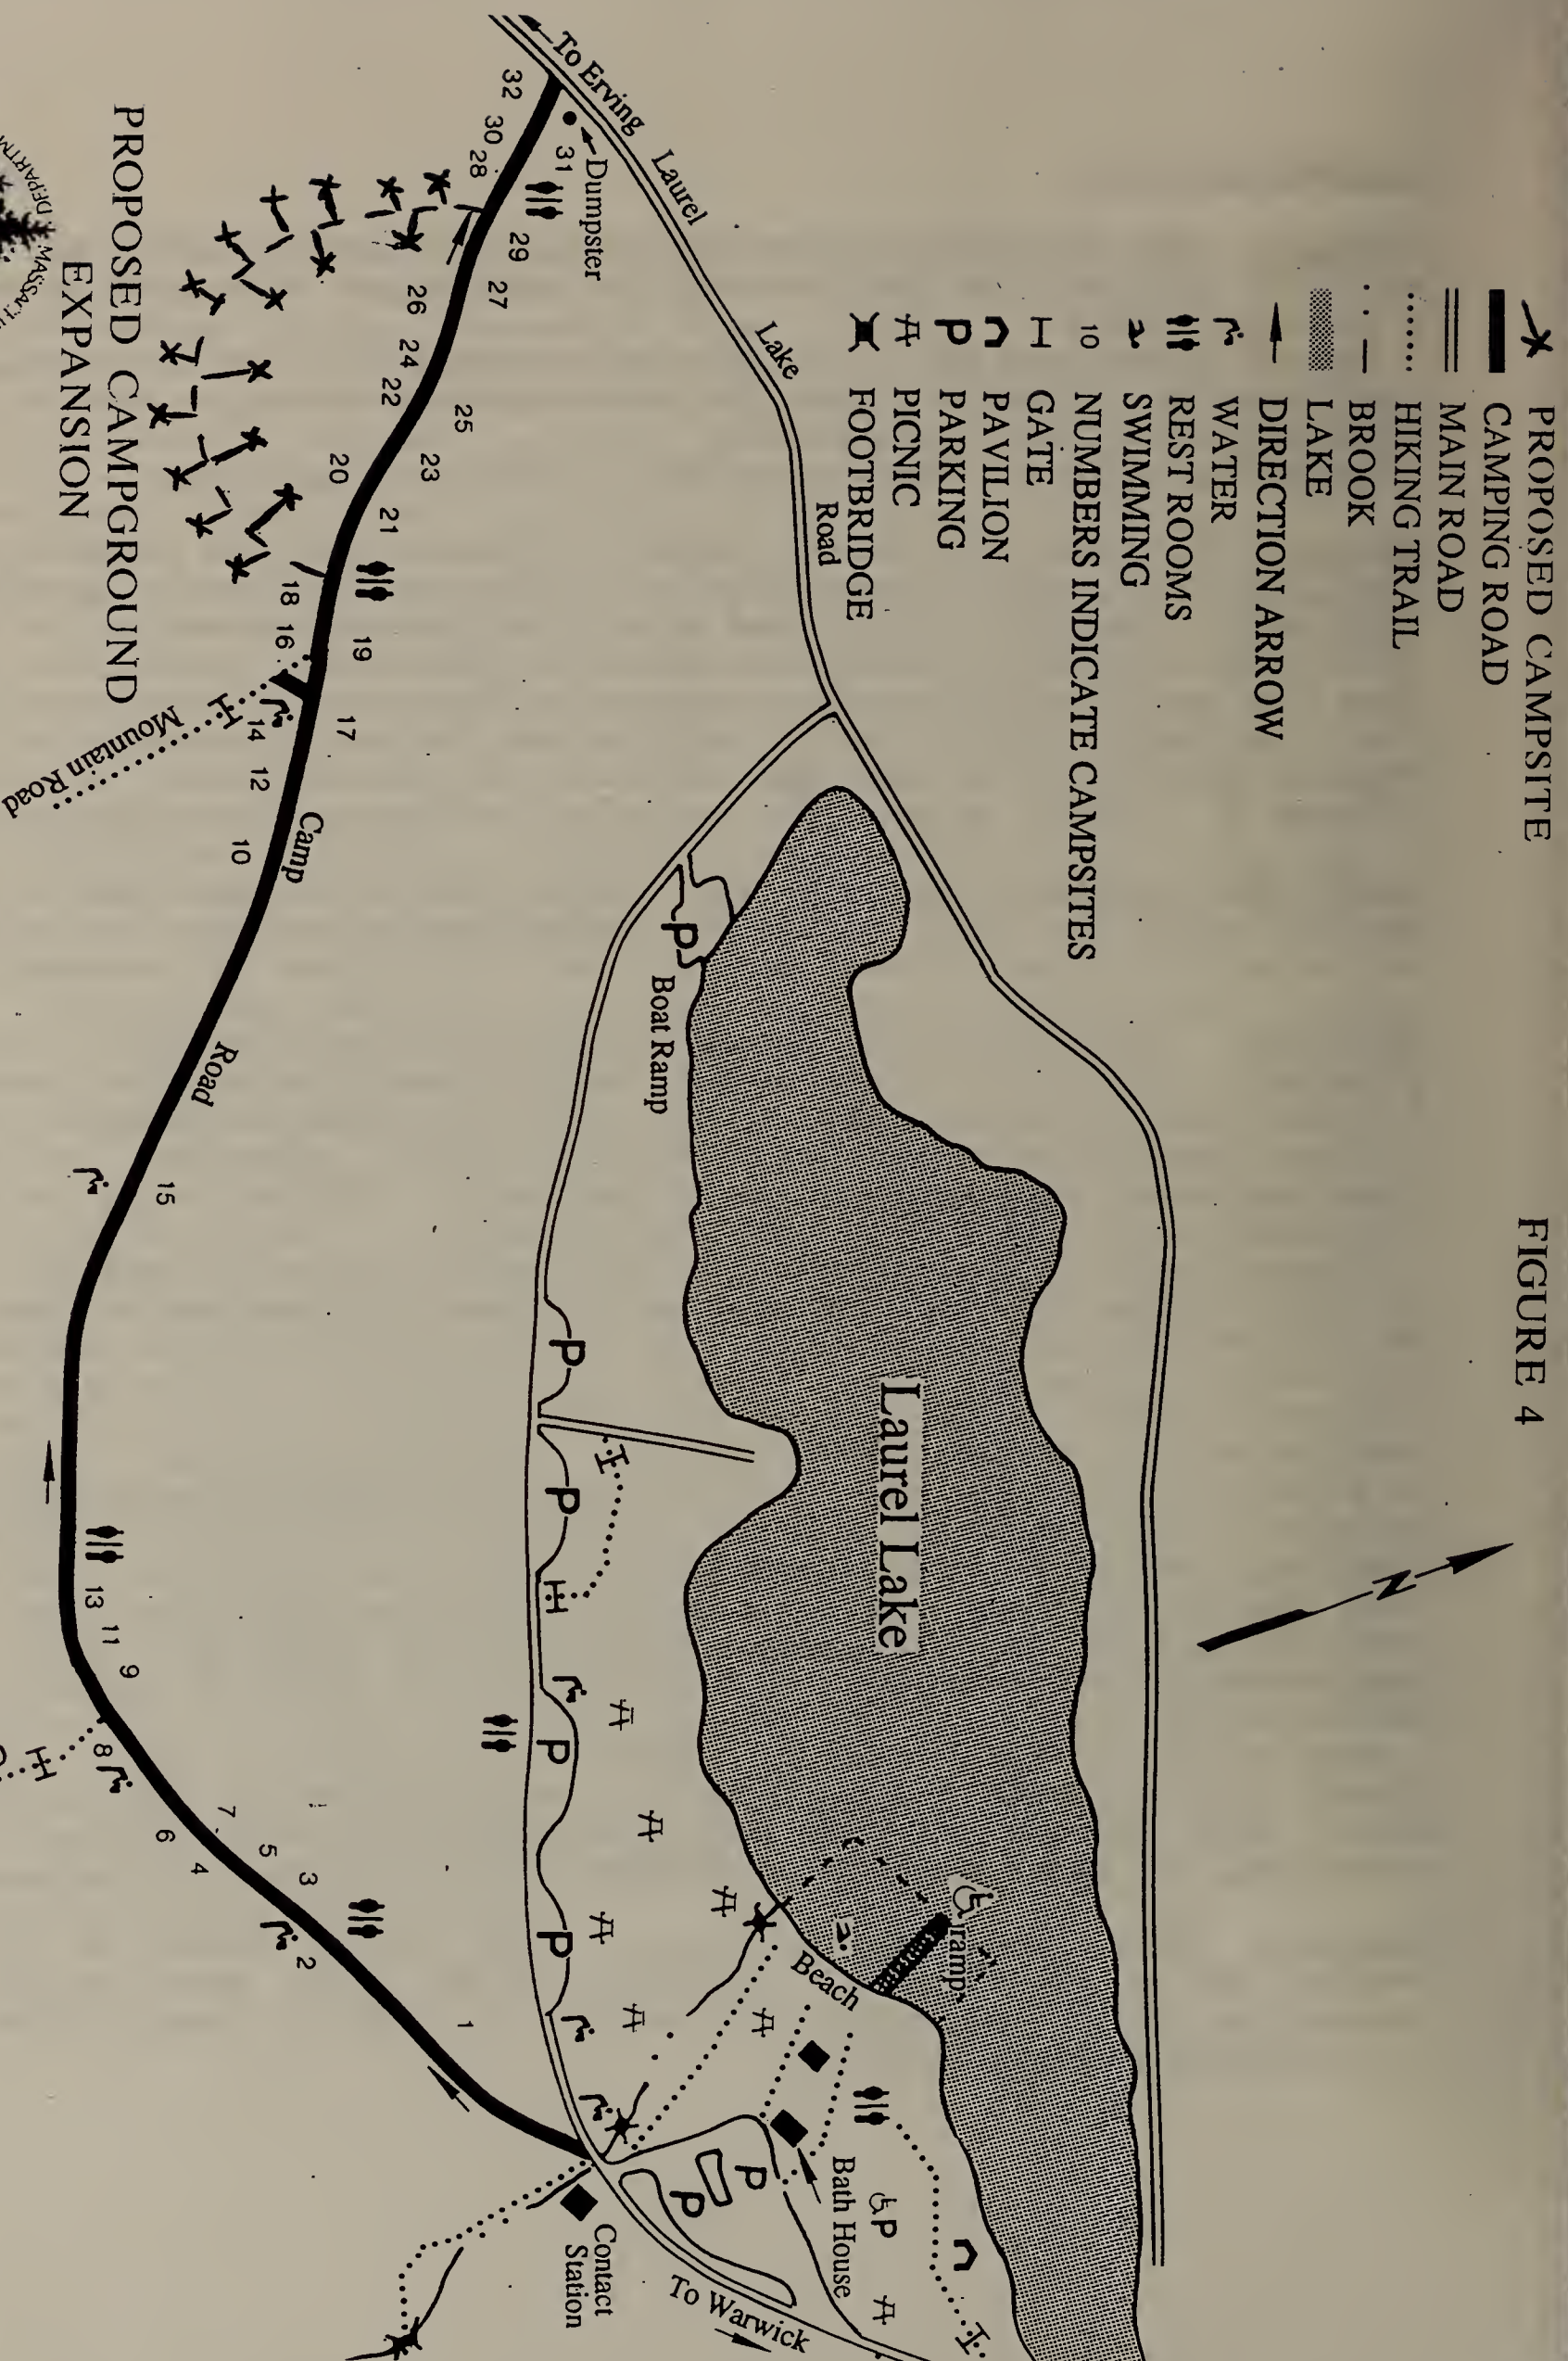 FIGURE 4
PROPOSED CAMPSITE
CAMPING ROAD
MAIN ROAD
HIKING TRAIL
BROOK
LAKE
DIRECTION ARROW
WATER
REST ROOMS
SWIMMING
10 NUMBERS INDICATE CAMPSITES
GATE
PAVILION
P PARKING
PICNIC
FOOTBRIDGE
N
To Erving
Laurel
Lake
Road
Dumpster
Laurel Lake
Boat Ramp
P
P
P
P
P
ramp
Beach
Bath House
P
P
P
Contact
Station
To Warwick
32
30
28
31
29
27
26
24
22
25
23
20
21
18
16
19
17
14
12
10
Mountain Road
Camp
Road
15
13
11
9
8
7
6
5
4
3
2
1
PROPOSED CAMPGROUND
EXPANSION